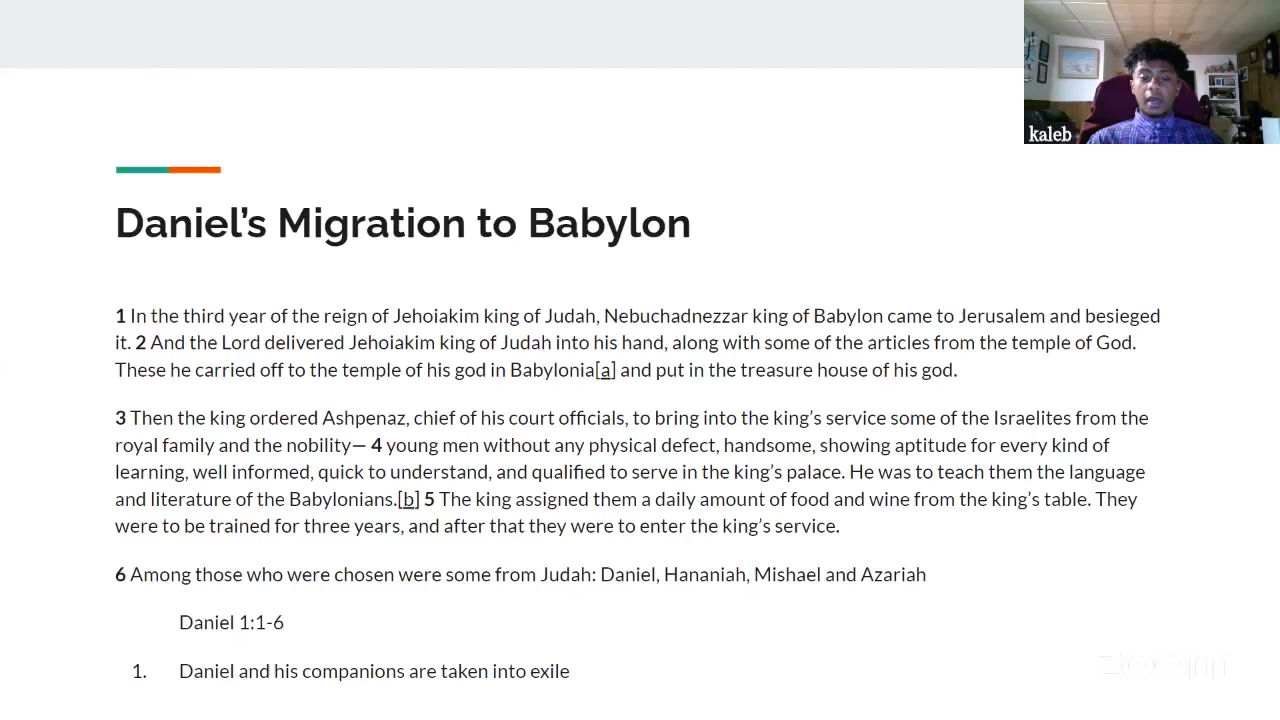 kaleb
Daniel’s Migration to Babylon
1 In the third year of the reign of Jehoiakim king of Judah, Nebuchadnezzar king of Babylon came to Jerusalem and besieged
it. 2 And the Lord delivered Jehoiakim king of Judah into his hand, along with some of the articles from the temple of God.
These he carried off to the temple of his god in Babylonia[a] and put in the treasure house of his god.
3 Then the king ordered Ashpenaz, chief of his court officials, to bring into the king’s service some of the Israelites from the
royal family and the nobility— 4 young men without any physical defect, handsome, showing aptitude for every kind of
learning, well informed, quick to understand, and qualified to serve in the king’s palace. He was to teach them the language
and literature of the Babylonians.[b] 5 The king assigned them a daily amount of food and wine from the king’s table. They
were to be trained for three years, and after that they were to enter the king’s service.
6 Among those who were chosen were some from Judah: Daniel, Hananiah, Mishael and Azariah
Daniel 1:1-6
1. Daniel and his companions are taken into exile